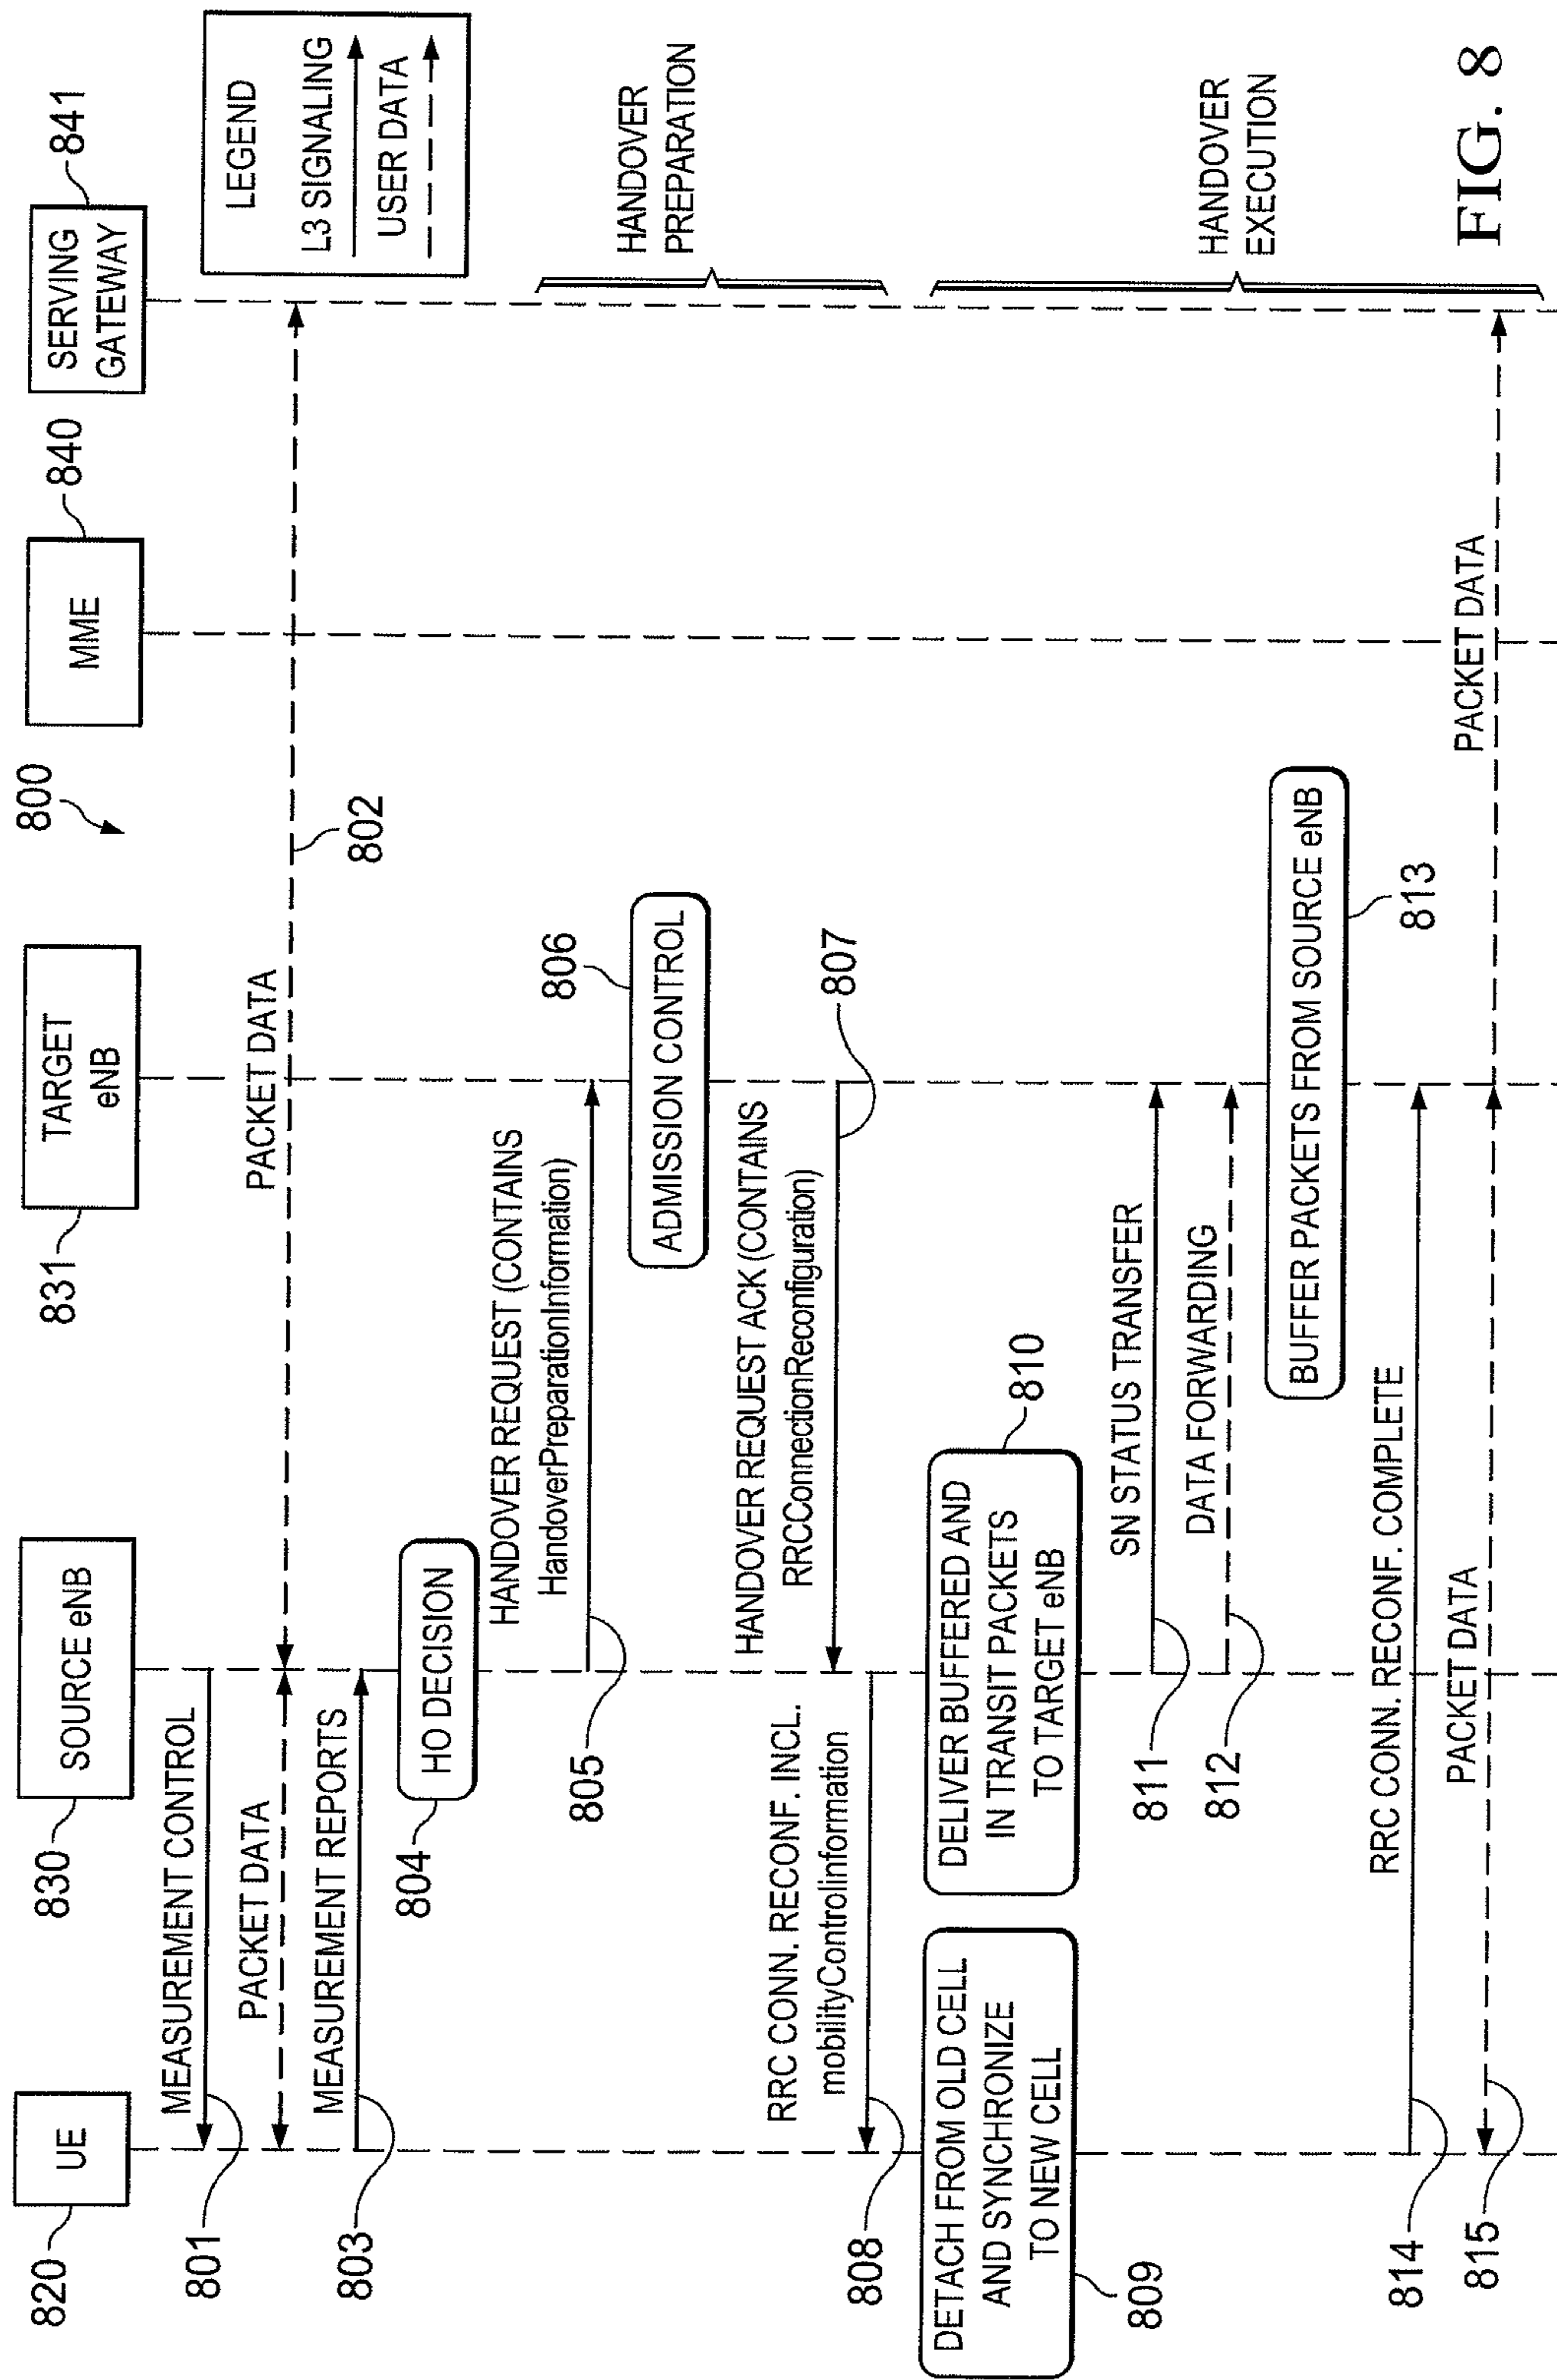 800
UE
820
SOURCE eNB
830
TARGET
eNB
831
MME
840
SERVING
GATEWAY
841
LEGEND
L3 SIGNALING
USER DATA
MEASUREMENT CONTROL
801
PACKET DATA
PACKET DATA
802
MEASUREMENT REPORTS
803
HO DECISION
804
HANDOVER REQUEST (CONTAINS
HandoverPreparationInformation)
805
ADMISSION CONTROL
806
HANDOVER
PREPARATION
HANDOVER REQUEST ACK (CONTAINS
RRCConnectionReconfiguration)
807
RRC CONN. RECONF. INCL.
mobilityControlinformation
808
DETACH FROM OLD CELL
AND SYNCHRONIZE
TO NEW CELL
809
DELIVER BUFFERED AND
IN TRANSIT PACKETS
TO TARGET eNB
810
SN STATUS TRANSFER
811
DATA FORWARDING
812
BUFFER PACKETS FROM SOURCE eNB
813
HANDOVER
EXECUTION
RRC CONN. RECONF. COMPLETE
814
PACKET DATA
PACKET DATA
815
FIG. 8